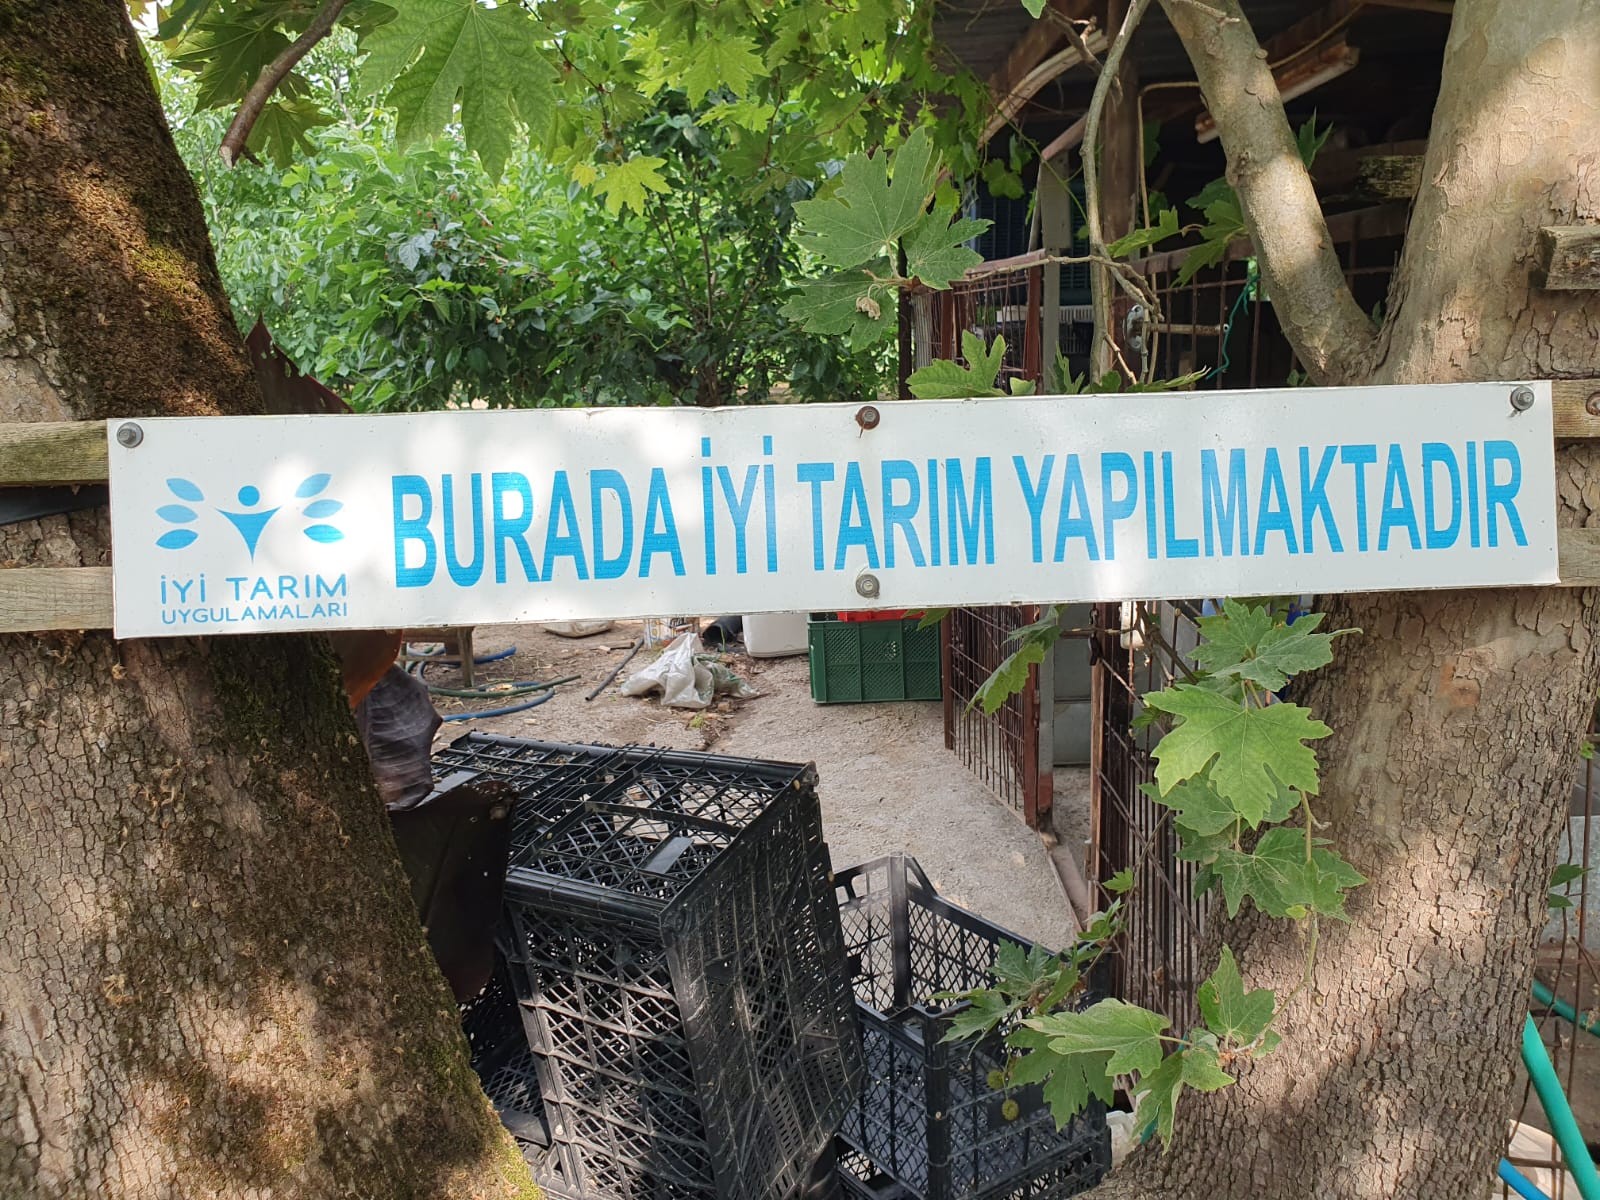 BURADA İYİ TARIM YAPILMAKTADIR
İYİ TARIM
UYGULAMALARI